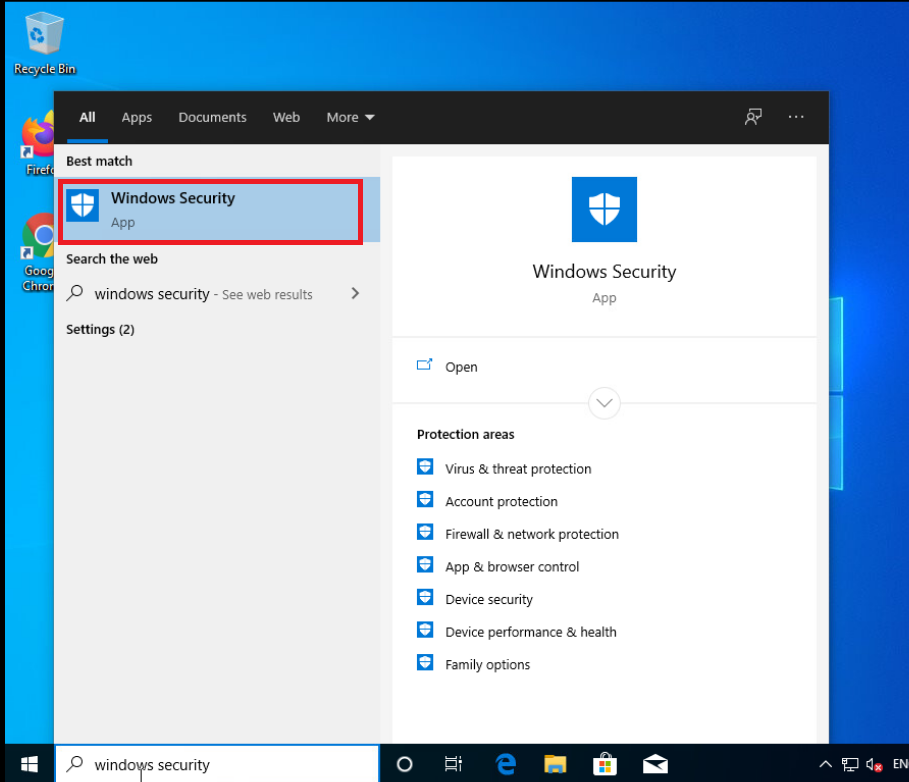 Recycle Bin
Firefo
Goog
Chron
All Apps Documents Web More
Best match
Windows Security
App
Search the web
windows security - See web results
Settings (2)
Windows Security
App
Open
Protection areas
Virus & threat protection
Account protection
Firewall & network protection
App & browser control
Device security
Device performance & health
Family options
windows security
EN